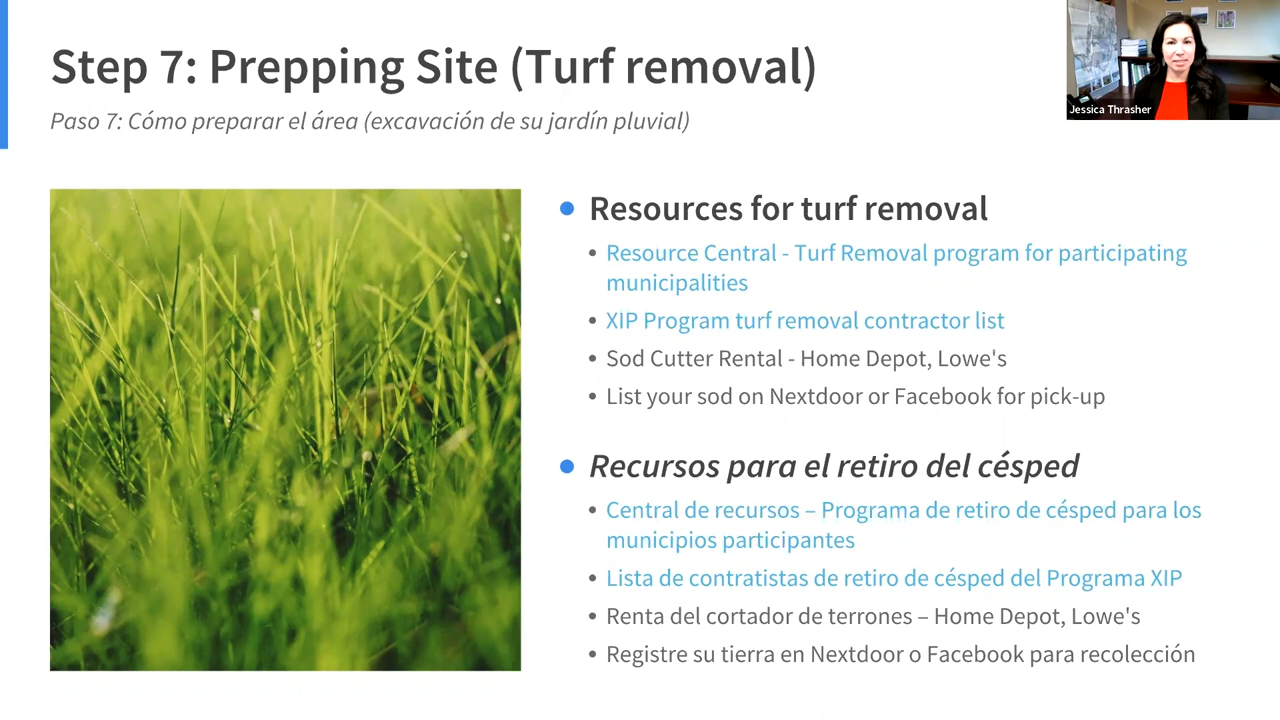 Step 7: Prepping Site (Turf removal)
Paso 7: Cómo preparar el área (excavación de su jardín pluvial)
Jessica Thrasher
• Resources for turf removal
• Resource Central - Turf Removal program for participating
municipalities
• XIP Program turf removal contractor list
• Sod Cutter Rental - Home Depot, Lowe's
• List your sod on Nextdoor or Facebook for pick-up
• Recursos para el retiro del césped
• Central de recursos – Programa de retiro de césped para los
municipios participantes
• Lista de contratistas de retiro de césped del Programa XIP
• Renta del cortador de terrones – Home Depot, Lowe's
• Registre su tierra en Nextdoor o Facebook para recolección